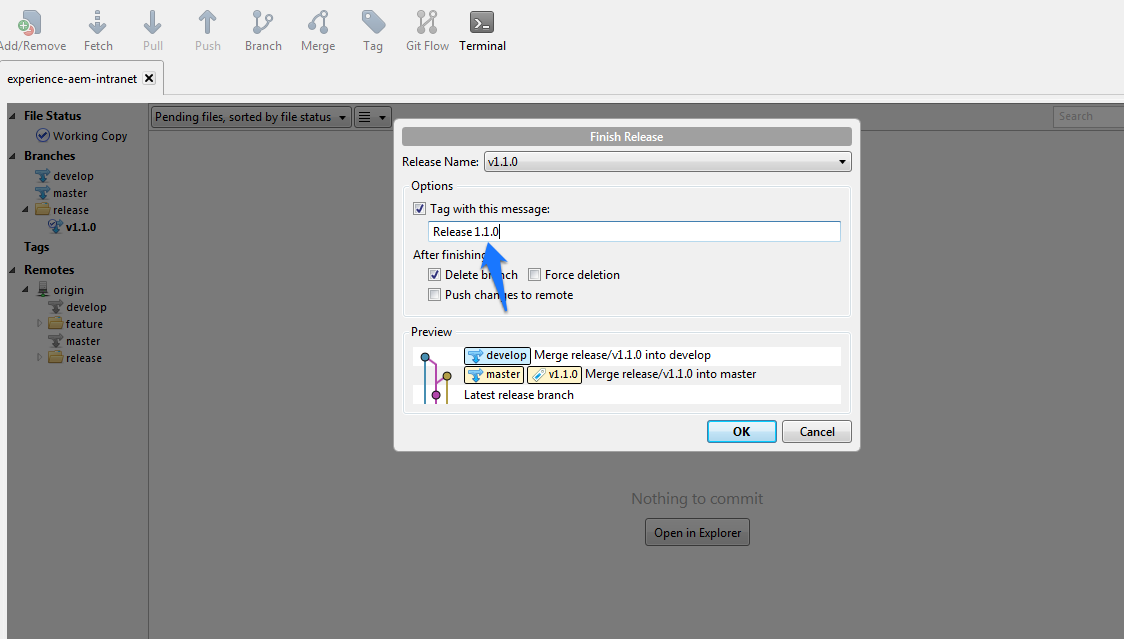 Add/Remove Fetch Pull Push Branch Merge Tag Git Flow Terminal
experience-aem-intranet
File Status
Working Copy
Branches
develop
master
release
v1.1.0
Tags
Remotes
origin
develop
feature
master
release
Pending files, sorted by file status
Search
Finish Release
Release Name: v1.1.0
Options
Tag with this message:
Release 1.1.0
After finishing
Delete branch Force deletion
Push changes to remote
Preview
develop Merge release/v1.1.0 into develop
master v1.1.0 Merge release/v1.1.0 into master
Latest release branch
OK Cancel
Nothing to commit
Open in Explorer